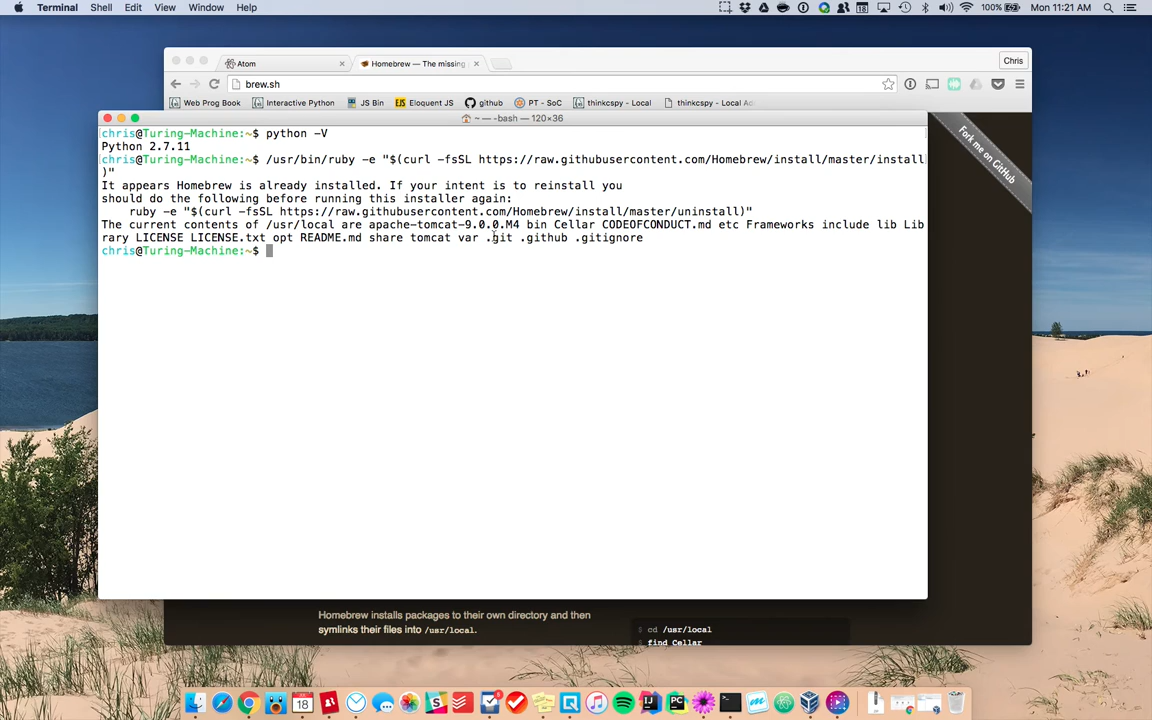 Terminal Shell Edit View Window Help
18
100%
Mon 11:21 AM
Atom
Homebrew — The missing
Chris
brew.sh
Web Prog Book
Interactive Python
JS Bin
Eloquent JS
github
PT - SoC
thinkcspy - Local
thinkcspy - Local Ac
~ — -bash — 120×36
chris@Turing-Machine:~$ python -V
Python 2.7.11
chris@Turing-Machine:~$ /usr/bin/ruby -e "$(curl -fsSL https://raw.githubusercontent.com/Homebrew/install/master/install
)"
It appears Homebrew is already installed. If your intent is to reinstall you
should do the following before running this installer again:
ruby -e "$(curl -fsSL https://raw.githubusercontent.com/Homebrew/install/master/uninstall)"
The current contents of /usr/local are apache-tomcat-9.0.0.M4 bin Cellar CODEOFCONDUCT.md etc Frameworks include lib Lib
rary LICENSE LICENSE.txt opt README.md share tomcat var .git .github .gitignore
chris@Turing-Machine:~$
Fork me on GitHub
Homebrew installs packages to their own directory and then
symlinks their files into /usr/local.
$ cd /usr/local
$ find Cellar
18